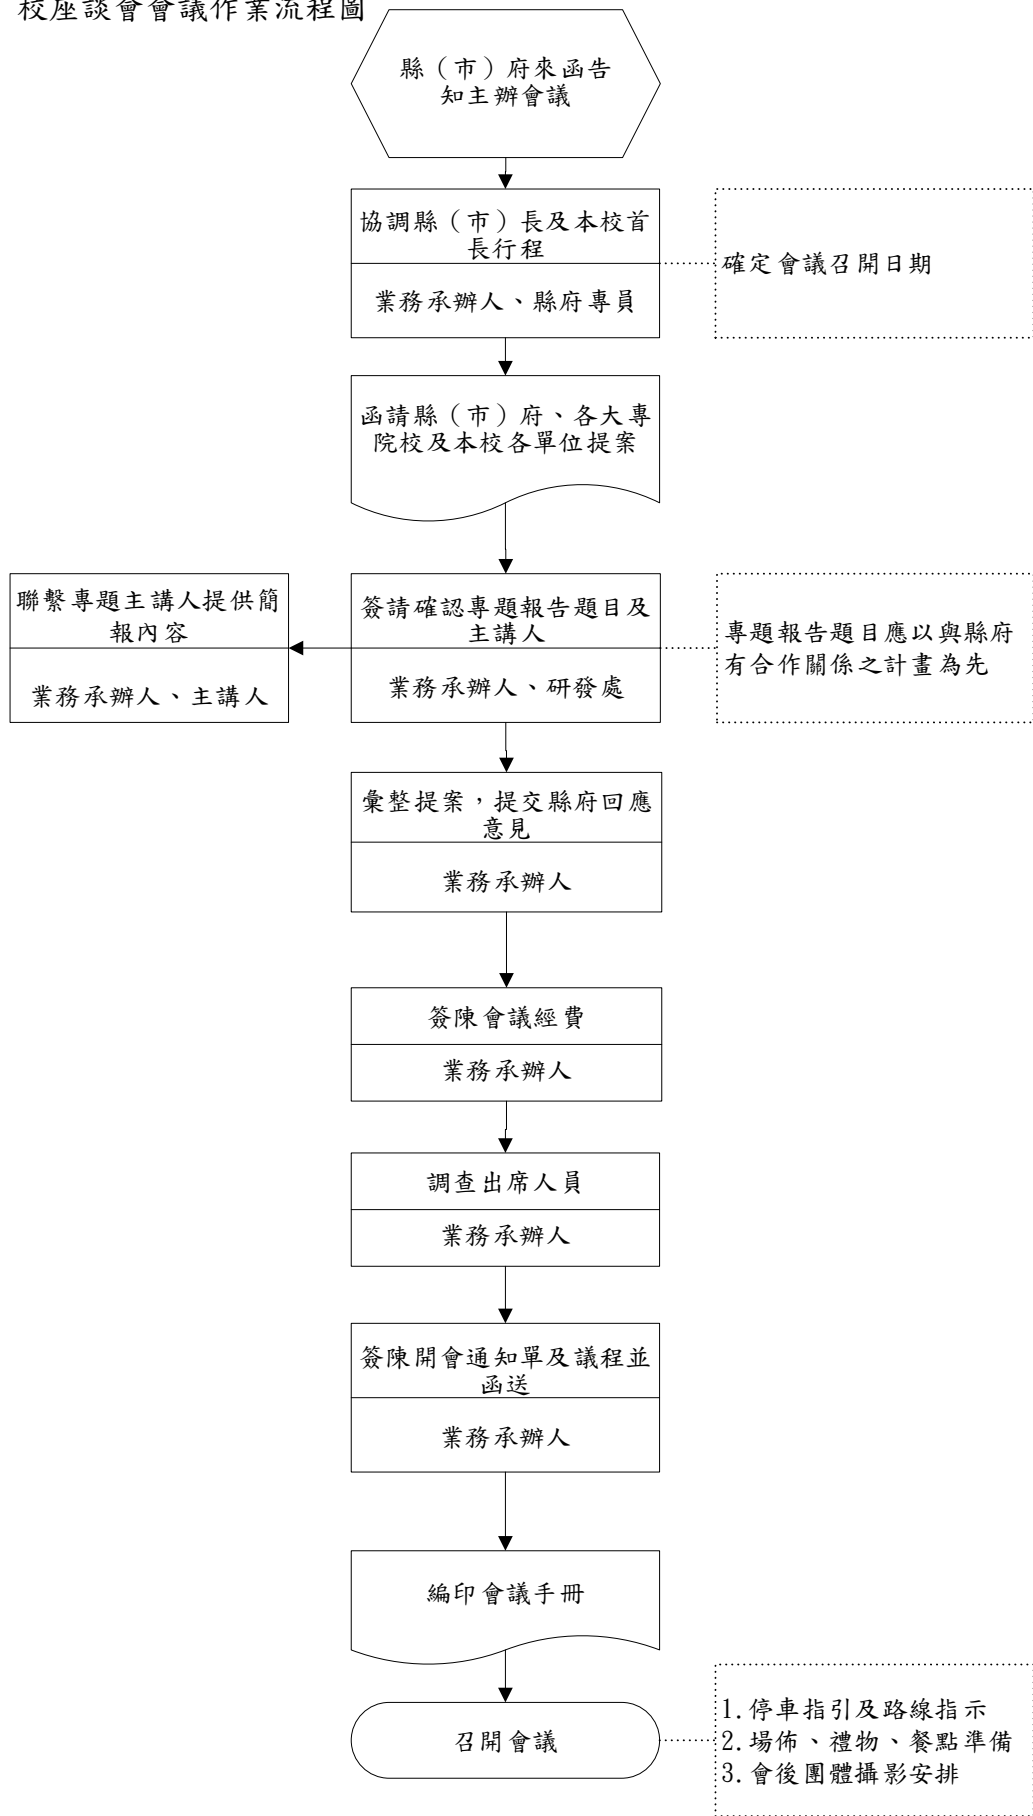 校座談會會議作業流程圖
縣（市）府來函告
知主辦會議
協調縣（市）長及本校首
長行程
業務承辦人、縣府專員
確定會議召開日期
函請縣（市）府、各大專
院校及本校各單位提案
聯繫專題主講人提供簡
報內容
業務承辦人、主講人
簽請確認專題報告題目及
主講人
業務承辦人、研發處
專題報告題目應以與縣府
有合作關係之計畫為先
彙整提案，提交縣府回應
意見
業務承辦人
簽陳會議經費
業務承辦人
調查出席人員
業務承辦人
簽陳開會通知單及議程並
函送
業務承辦人
編印會議手冊
召開會議
1.停車指引及路線指示
2.場佈、禮物、餐點準備
3.會後團體攝影安排